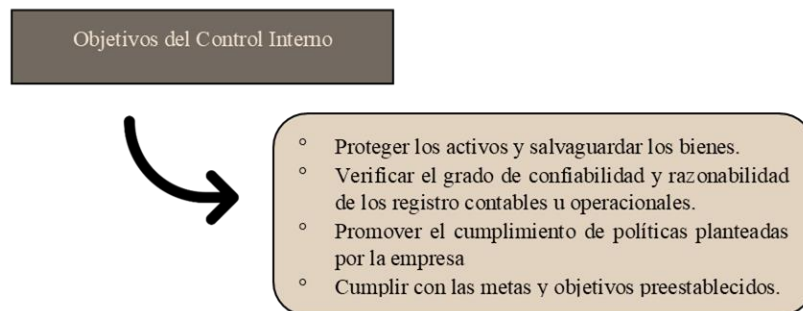 Objetivos del Control Interno
° Proteger los activos y salvaguardar los bienes.
° Verificar el grado de confiabilidad y razonabilidad
de los registro contables u operacionales.
° Promover el cumplimiento de políticas planteadas
por la empresa
° Cumplir con las metas y objetivos preestablecidos.